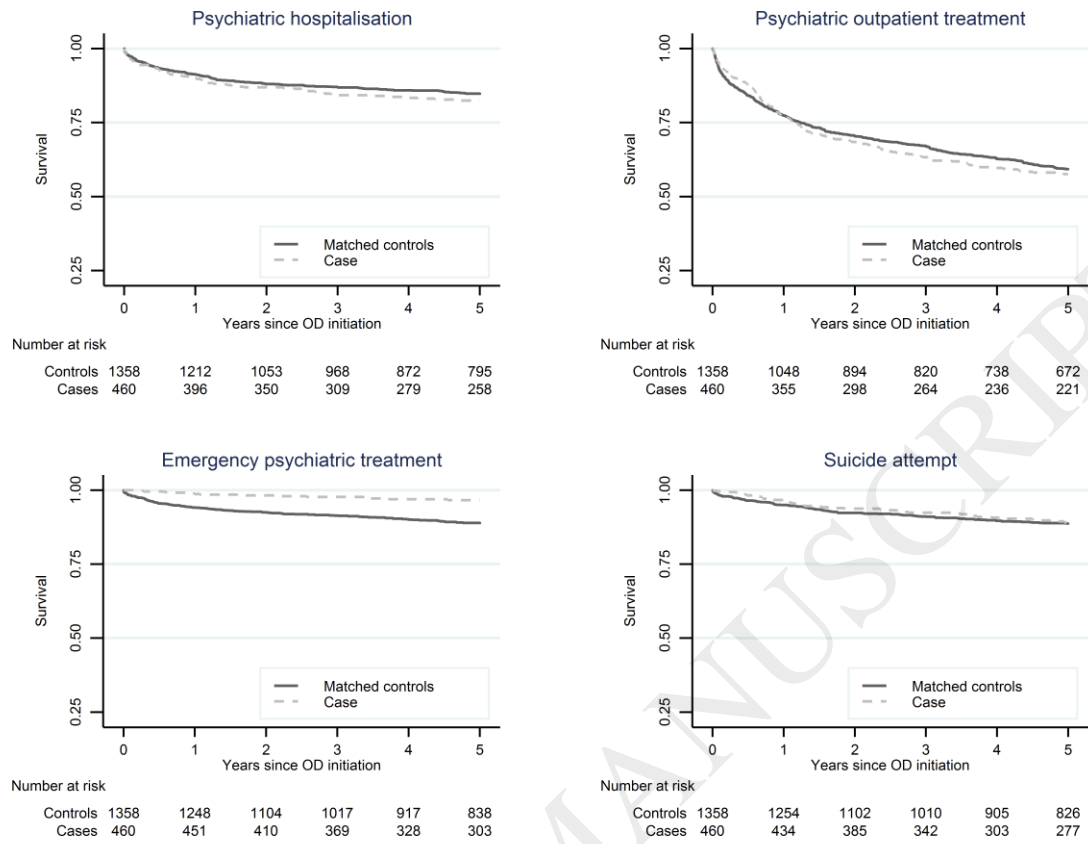 Psychiatric hospitalisation
1.00
0.75
0.50
0.25
Survival
Matched controls
Case
0 1 2 3 4 5
Years since OD initiation
Number at risk
Controls 1358 1212 1053 968 872 795
Cases 460 396 350 309 279 258
Psychiatric outpatient treatment
1.00
0.75
0.50
0.25
Survival
Matched controls
Case
0 1 2 3 4 5
Years since OD initiation
Number at risk
Controls 1358 1048 894 820 738 672
Cases 460 355 298 264 236 221
Emergency psychiatric treatment
1.00
0.75
0.50
0.25
Survival
Matched controls
Case
0 1 2 3 4 5
Years since OD initiation
Number at risk
Controls 1358 1248 1104 1017 917 838
Cases 460 451 410 369 328 303
Suicide attempt
1.00
0.75
0.50
0.25
Survival
Matched controls
Case
0 1 2 3 4 5
Years since OD initiation
Number at risk
Controls 1358 1254 1102 1010 905 826
Cases 460 434 385 342 303 277
MANUSCRIP